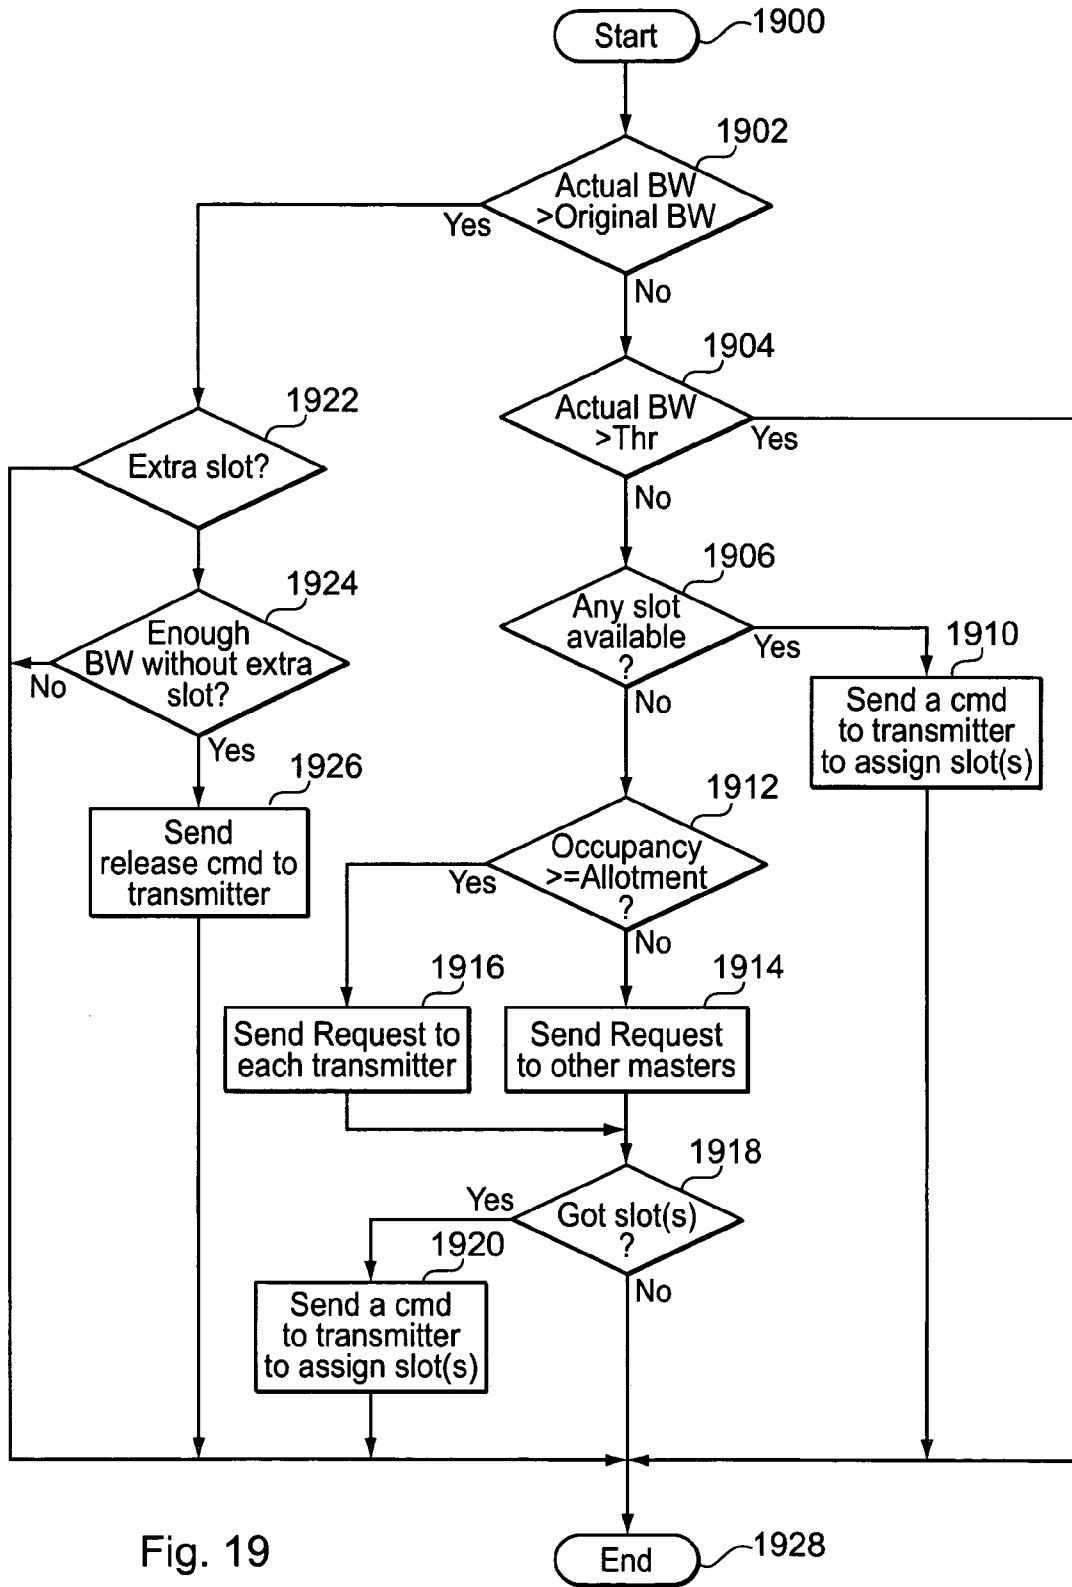 Start
1900
1902
Actual BW
>Original BW
Yes
No
1904
Actual BW
>Thr
Yes
No
1922
Extra slot?
1906
Any slot
available
?
Yes
No
1924
Enough
BW without extra
slot?
No
Yes
1910
Send a cmd
to transmitter
to assign slot(s)
1926
Send
release cmd to
transmitter
1912
Occupancy
>=Allotment
?
Yes
No
1916
Send Request to
each transmitter
1914
Send Request
to other masters
1918
Got slot(s)
?
Yes
No
1920
Send a cmd
to transmitter
to assign slot(s)
End
1928
Fig. 19